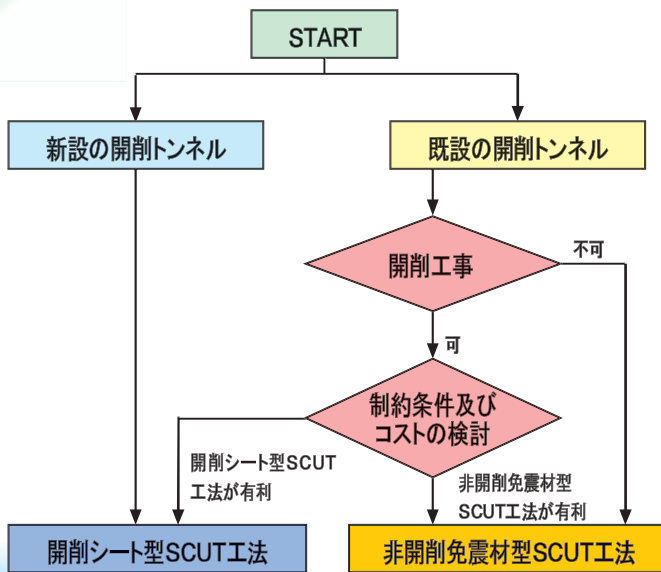 START
新設の開削トンネル
既設の開削トンネル
開削工事
不可
可
制約条件及び
コストの検討
開削シート型SCUT
工法が有利
非開削免震材型
SCUT工法が有利
開削シート型SCUT工法
非開削免震材型SCUT工法